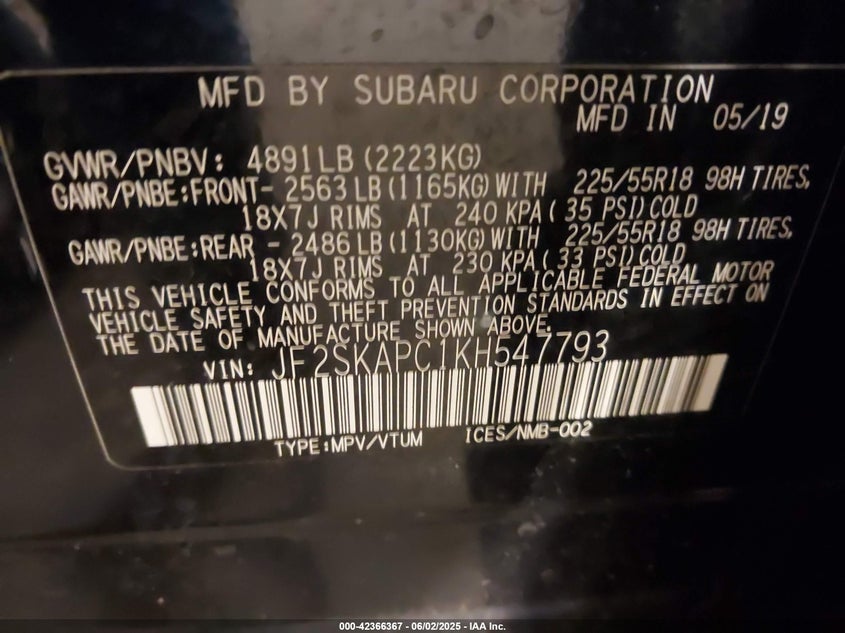 MFD BY SUBARU CORPORATION
MFD IN 05/19
GVWR/PNBV: 4891LB (2223KG)
GAWR/PNBE:FRONT- 2563 LB (1165KG) WITH 225/55R18 98H TIRES,
18X7J RIMS AT 240 KPA ( 35 PSI) COLD
GAWR/PNBE:REAR - 2486 LB (1130KG) WITH 225/55R18 98H TIRES,
18X7J RIMS AT 230 KPA ( 33 PSI) COLD
THIS VEHICLE CONFORMS TO ALL APPLICABLE FEDERAL MOTOR
VEHICLE SAFETY AND THEFT PREVENTION STANDARDS IN EFFECT ON
THE DATE OF MANUFACTURE SHOWN ABOVE.
VIN: JF2SKAPC1KH547793
TYPE:MPV/VTUM ICES/NMB-002
000-42366367 - 06/02/2025 - IAA Inc.